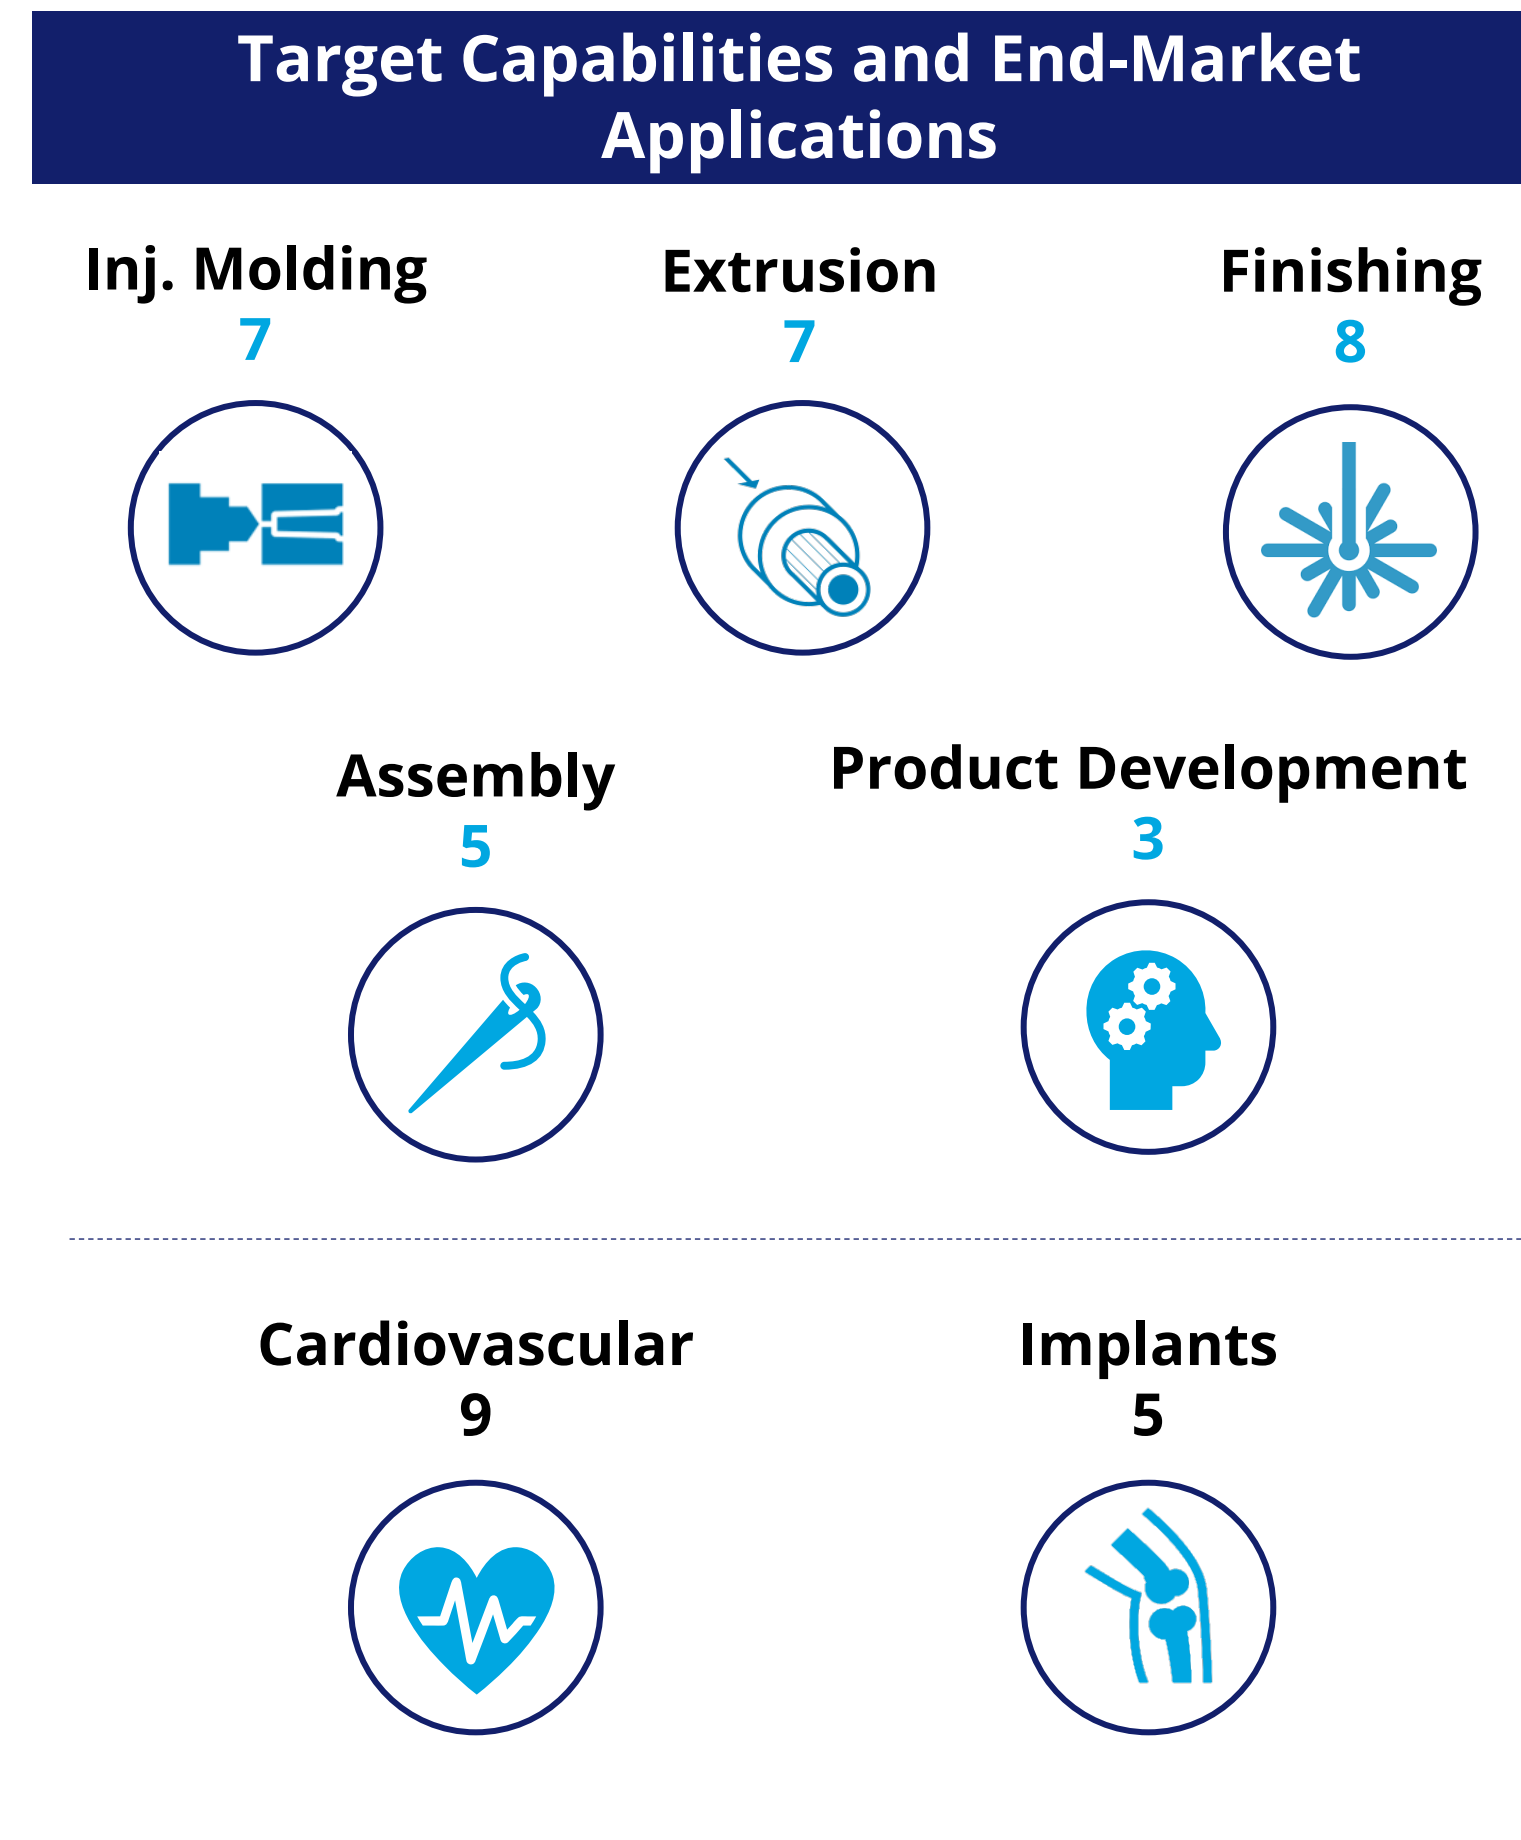 Target Capabilities and End-Market
Applications
Inj. Molding
7
Extrusion
7
Finishing
8
Assembly
5
Product Development
3
Cardiovascular
9
Implants
5